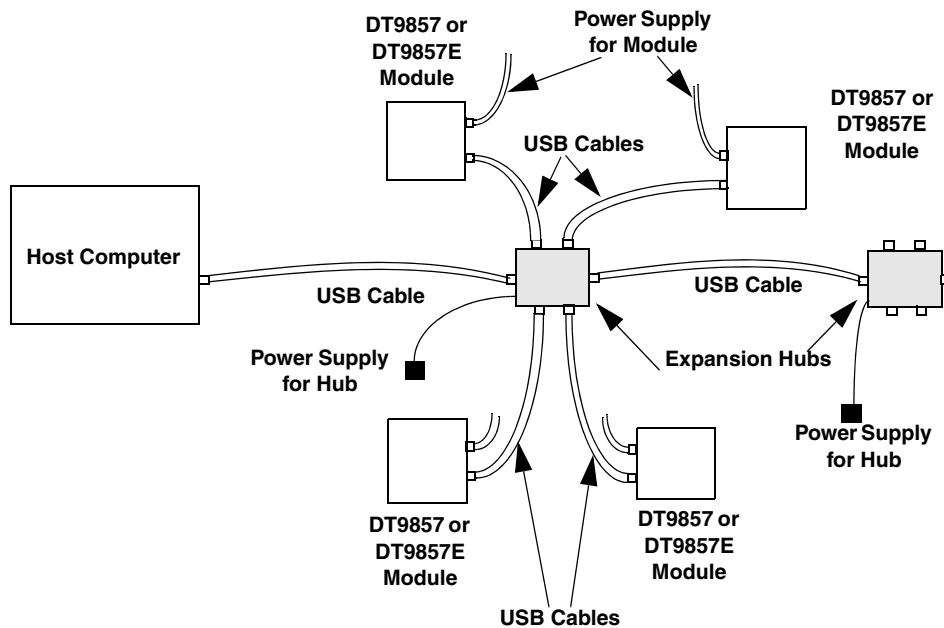 DT9857 or
DT9857E
Module
Power Supply
for Module
DT9857 or
DT9857E
Module
USB Cables
Host Computer
USB Cable
USB Cable
Power Supply
for Hub
Expansion Hubs
Power Supply
for Hub
DT9857 or
DT9857E
Module
DT9857 or
DT9857E
Module
USB Cables